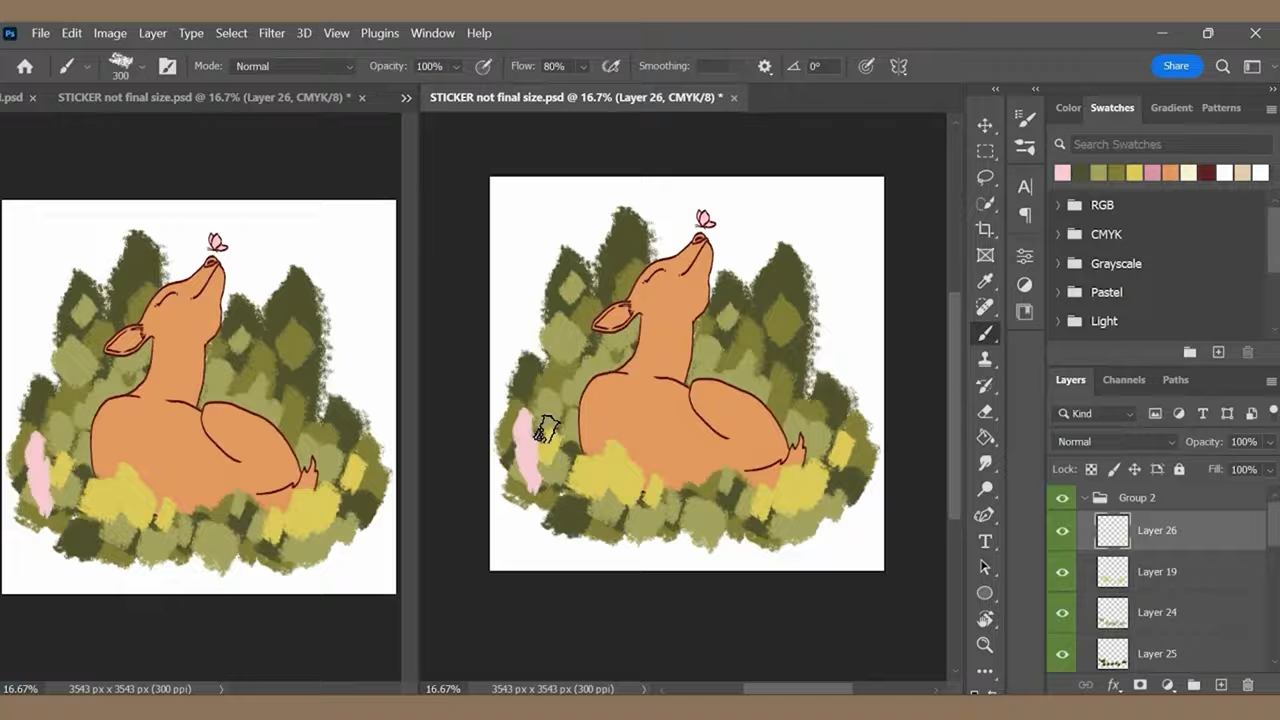 Ps File Edit Image Layer Type Select Filter 3D View Plugins Window Help
300 Mode: Normal Opacity: 100% Flow: 80% Smoothing: 0° Share
l.psd × STICKER not final size.psd @ 16.7% (Layer 26, CMYK/8) * × STICKER not final size.psd @ 16.7% (Layer 26, CMYK/8) * ×
Color Swatches Gradient Patterns
Search Swatches
RGB
CMYK
Grayscale
Pastel
Light
Layers Channels Paths
Kind
Normal Opacity: 100%
Lock: Fill: 100%
Group 2
Layer 26
Layer 19
Layer 24
Layer 25
16.67% 3543 px x 3543 px (300 ppi) 16.67% 3543 px x 3543 px (300 ppi)